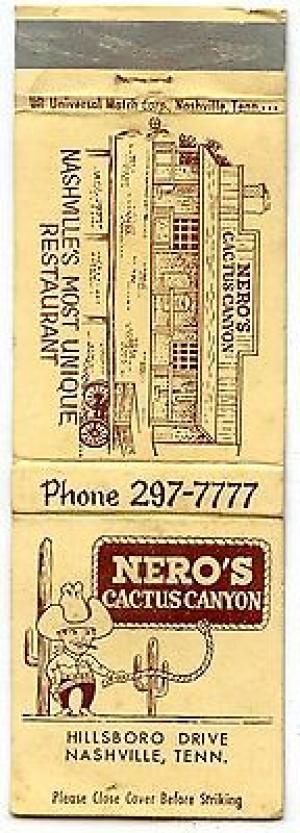 UM Universal Match Corp., Nashville, Tenn...
NERO'S
CACTUS CANYON
NASHVILLE'S MOST UNIQUE
RESTAURANT
Phone 297-7777
NERO'S
CACTUS CANYON
HILLSBORO DRIVE
NASHVILLE, TENN.
Please Close Cover Before Striking